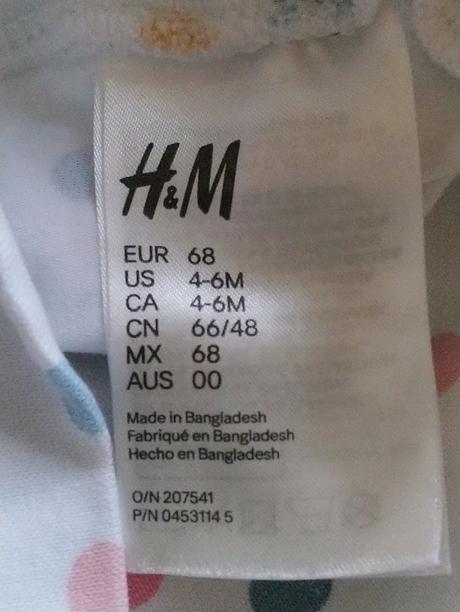 H&M
EUR 68
US 4-6M
CA 4-6M
CN 66/48
MX 68
AUS 00
Made in Bangladesh
Fabriqué en Bangladesh
Hecho en Bangladesh
O/N 207541
P/N 0453114 5